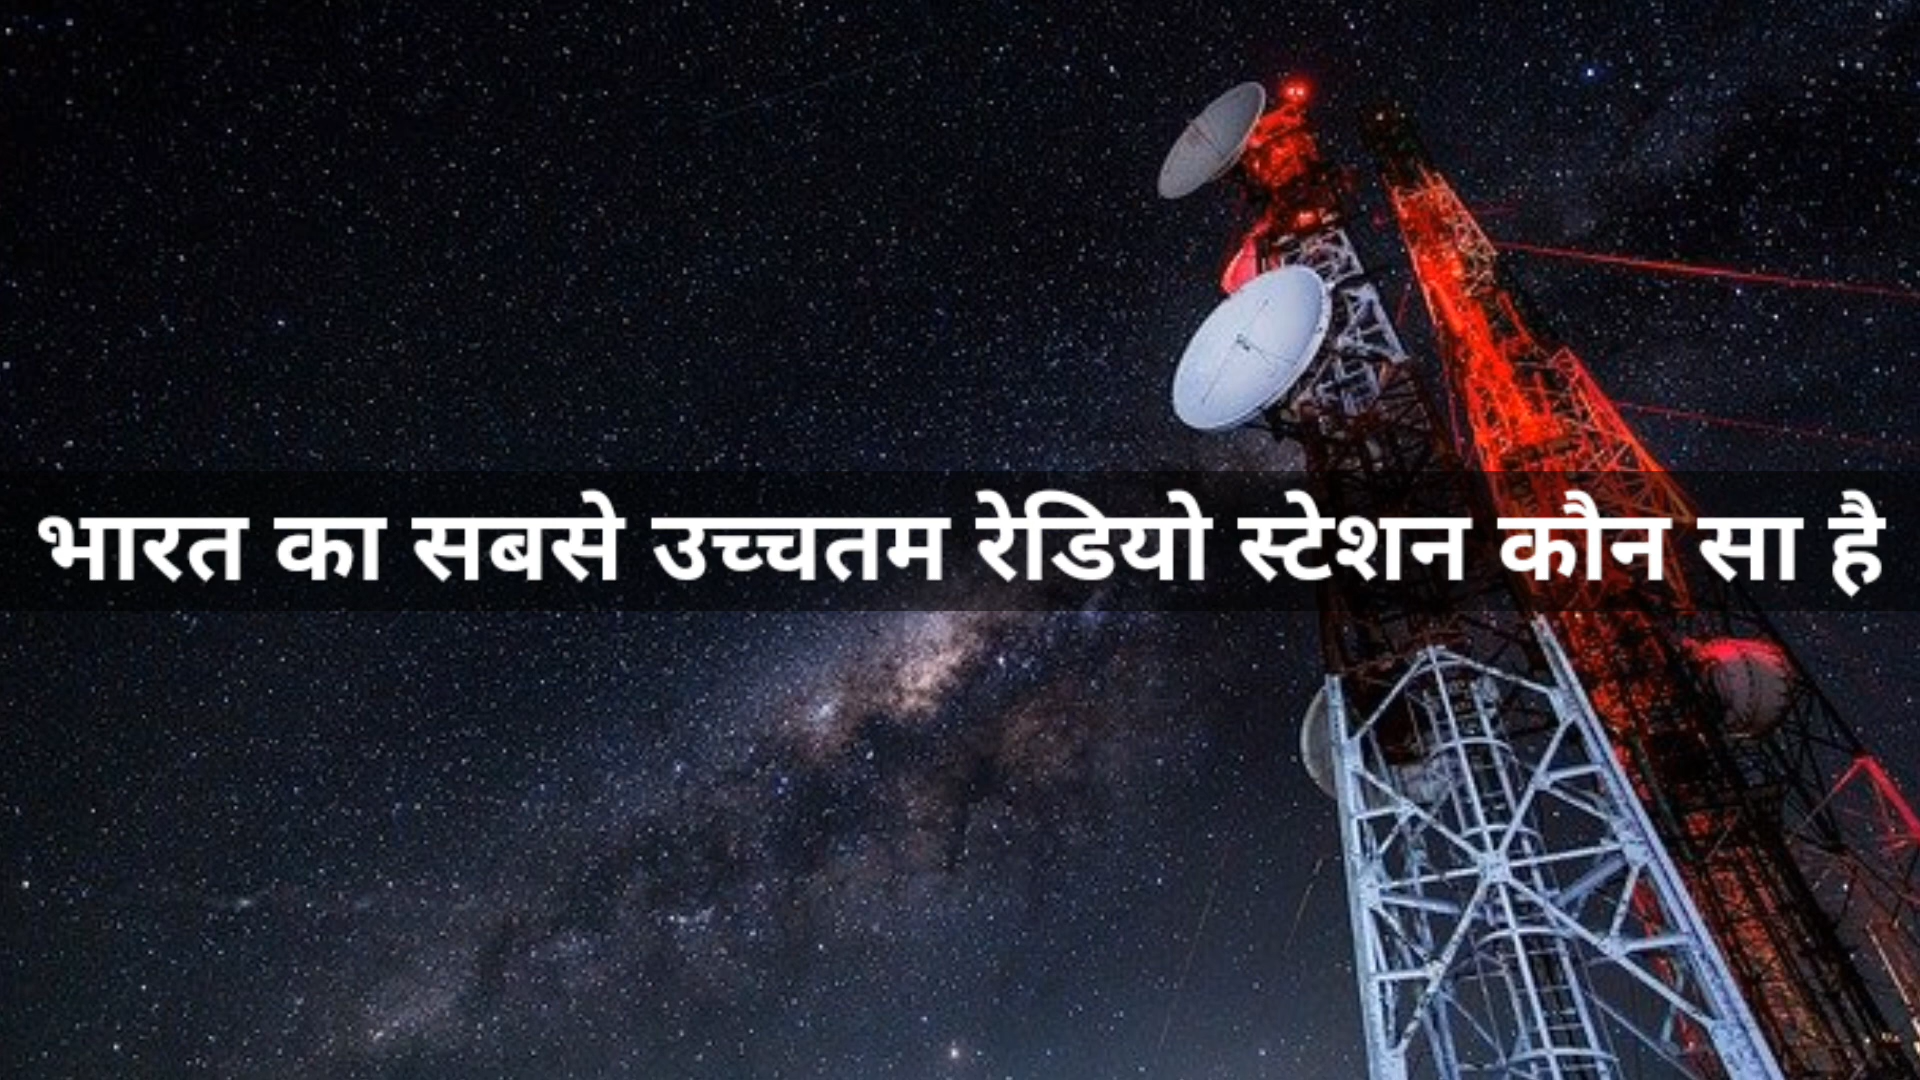 भारत का सबसे उच्चतम रेडियो स्टेशन कौन सा है